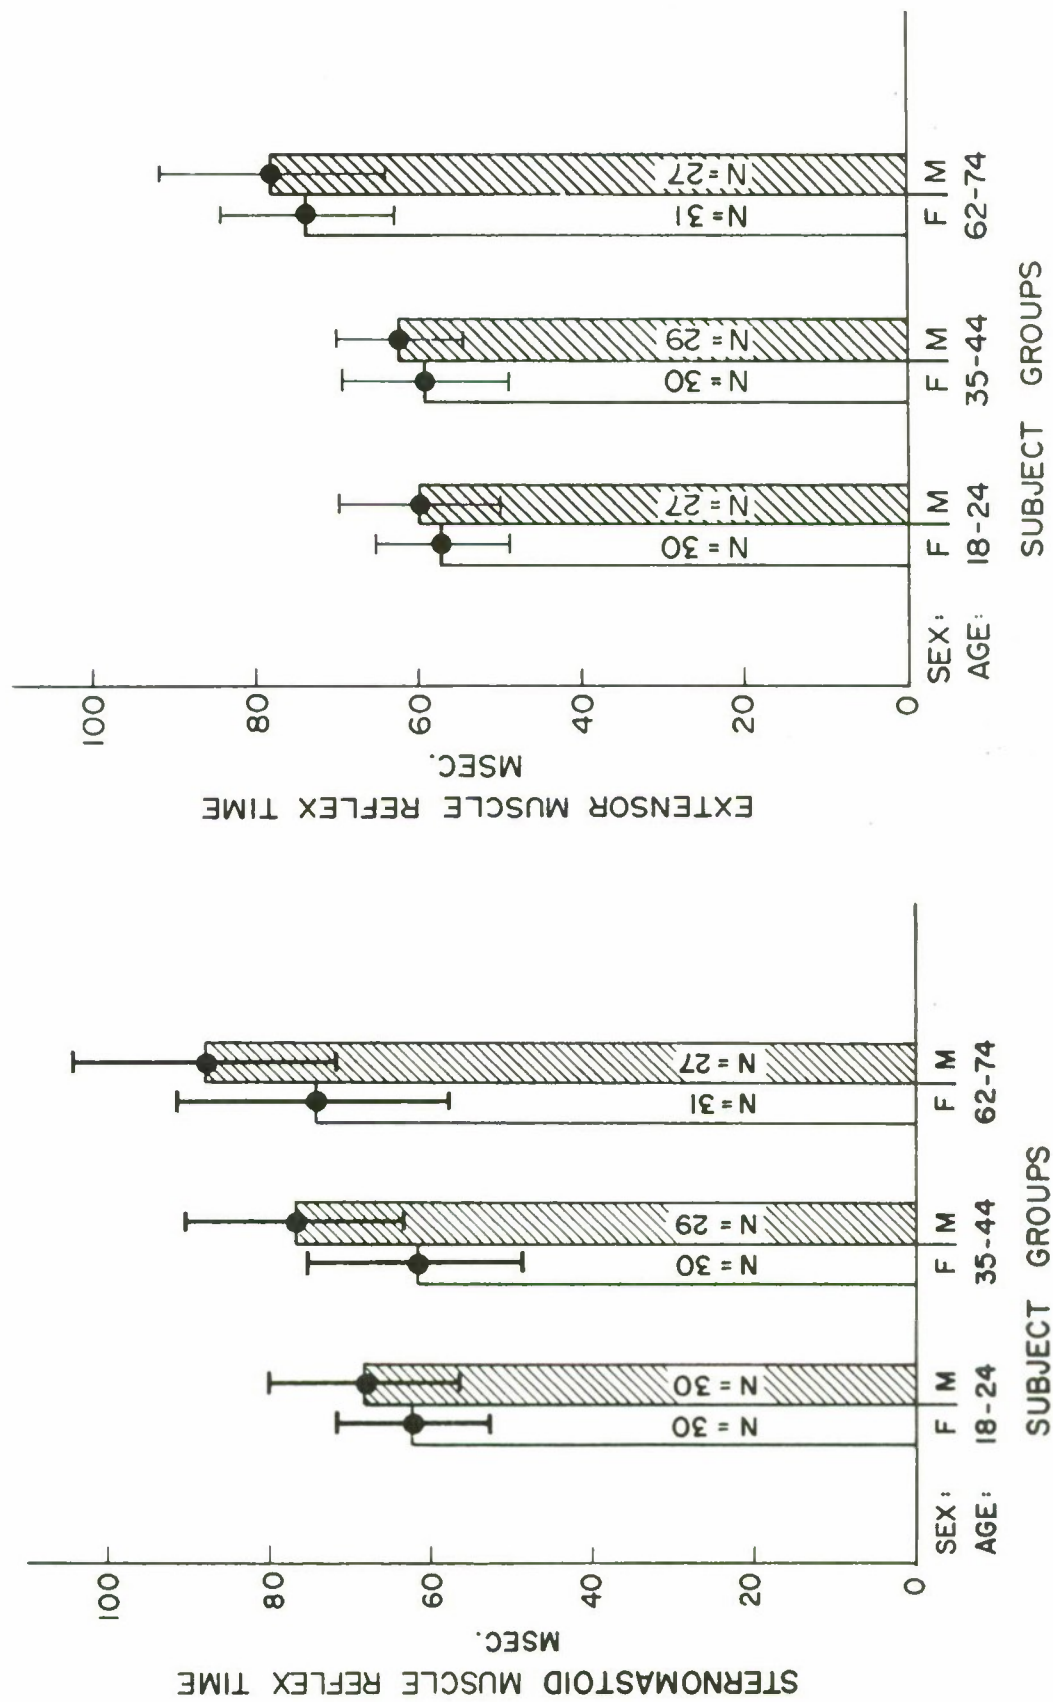 STERNOMASTOID MUSCLE REFLEX TIME
MSEC.
100
80
60
40
20
0
N = 30
N = 30
N = 30
N = 29
N = 31
N = 27
SEX: F M F M F M
AGE: 18-24 35-44 62-74
SUBJECT GROUPS
EXTENSOR MUSCLE REFLEX TIME
MSEC.
100
80
60
40
20
0
N = 30
N = 27
N = 30
N = 29
N = 31
N = 27
SEX: F M F M F M
AGE: 18-24 35-44 62-74
SUBJECT GROUPS